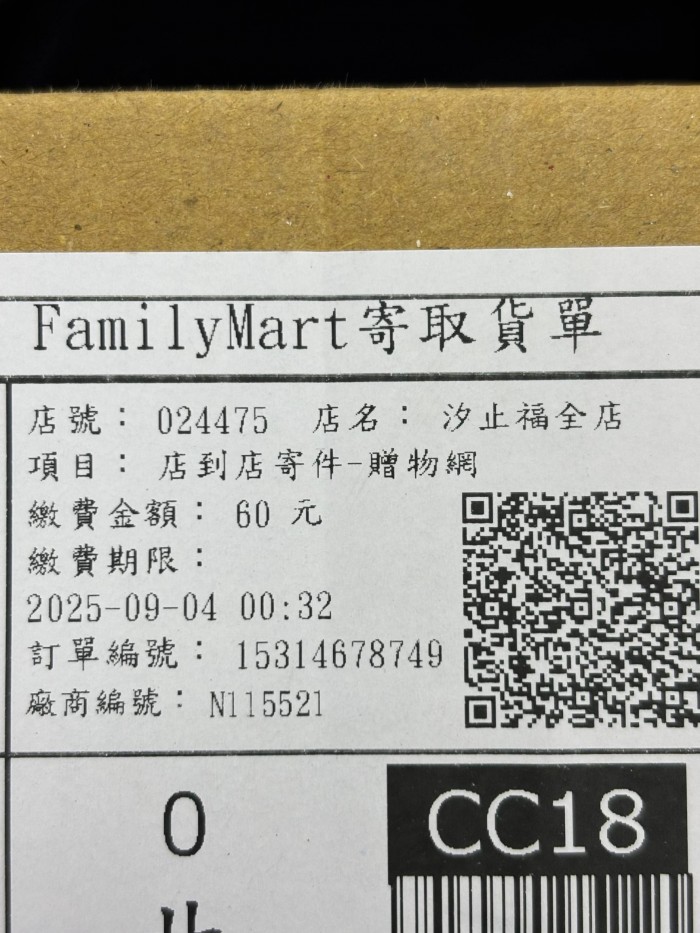 FamilyMart寄取貨單
店號： 024475 店名： 汐止福全店
項目： 店到店寄件-贈物網
繳費金額： 60 元
繳費期限：
2025-09-04 00:32
訂單編號： 15314678749
廠商編號： N115521
0
CC18